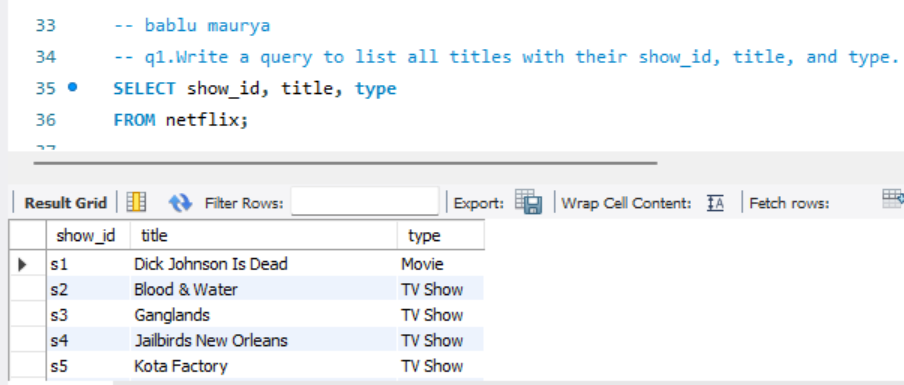 33 -- bablu maurya
34 -- q1.Write a query to list all titles with their show_id, title, and type.
35 SELECT show_id, title, type
36 FROM netflix;
Result Grid Filter Rows: Export: Wrap Cell Content: Fetch rows:
show_id title type
s1 Dick Johnson Is Dead Movie
s2 Blood & Water TV Show
s3 Ganglands TV Show
s4 Jailbirds New Orleans TV Show
s5 Kota Factory TV Show